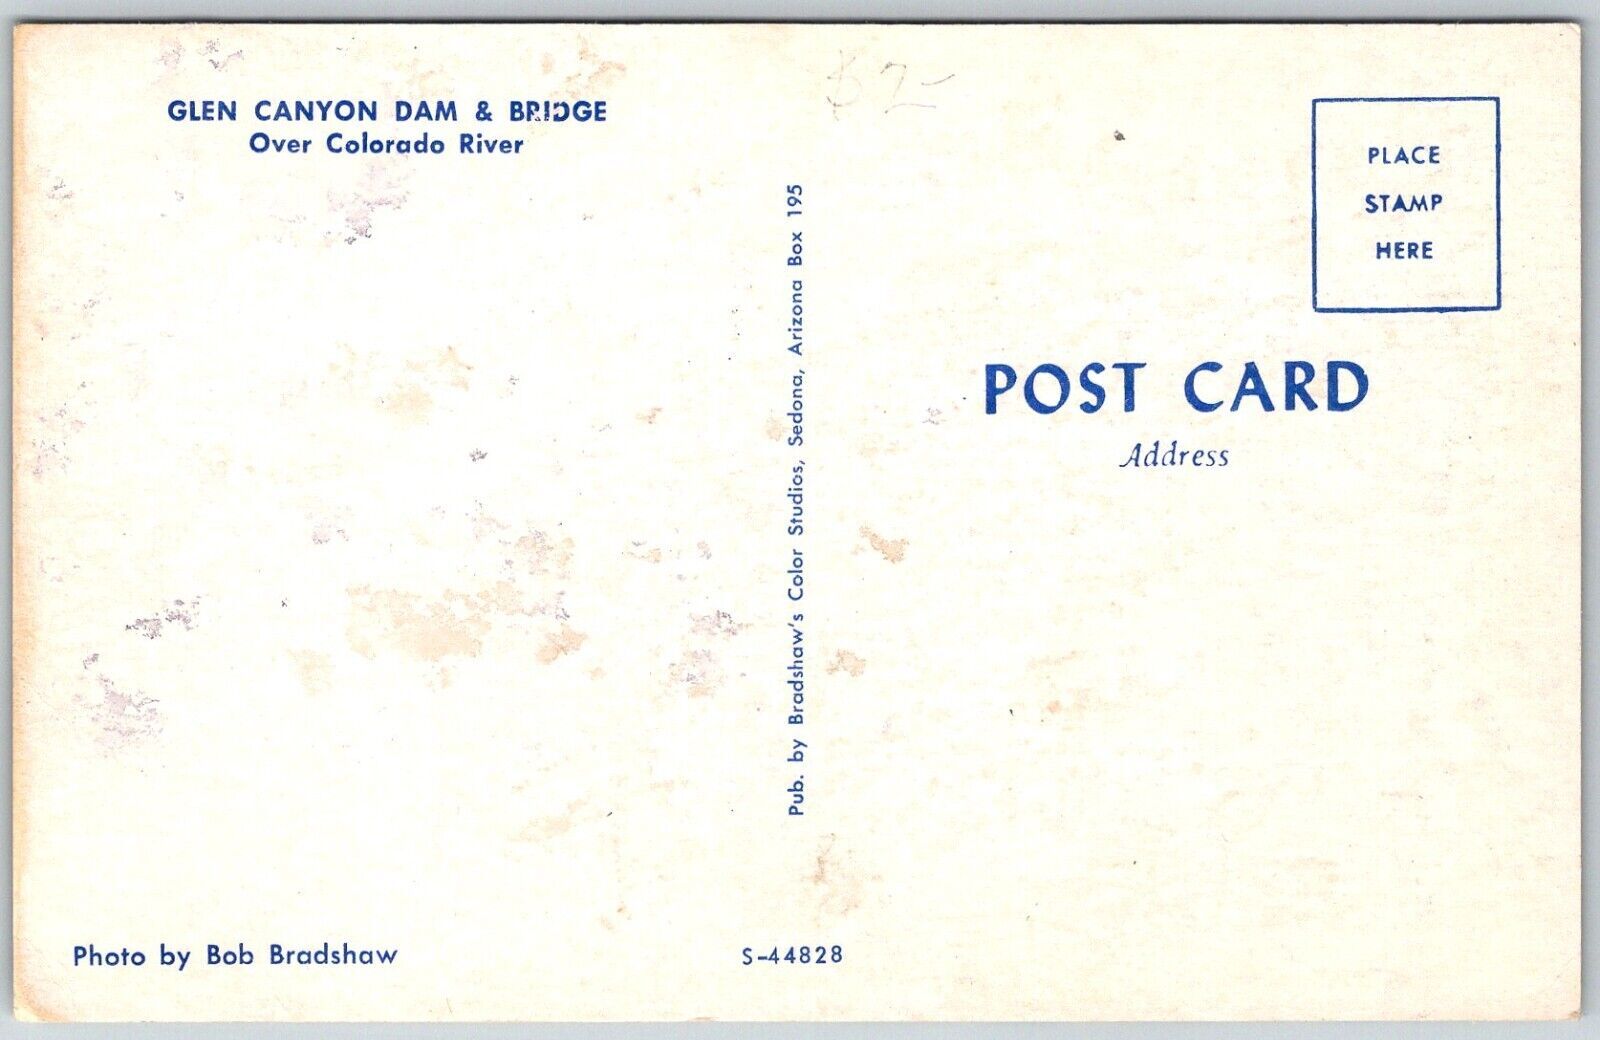 GLEN CANYON DAM & BRIDGE
Over Colorado River
$2-
Pub. by Bradshaw's Color Studios, Sedona, Arizona Box 195
PLACE
STAMP
HERE
POST CARD
Address
Photo by Bob Bradshaw
S-44828